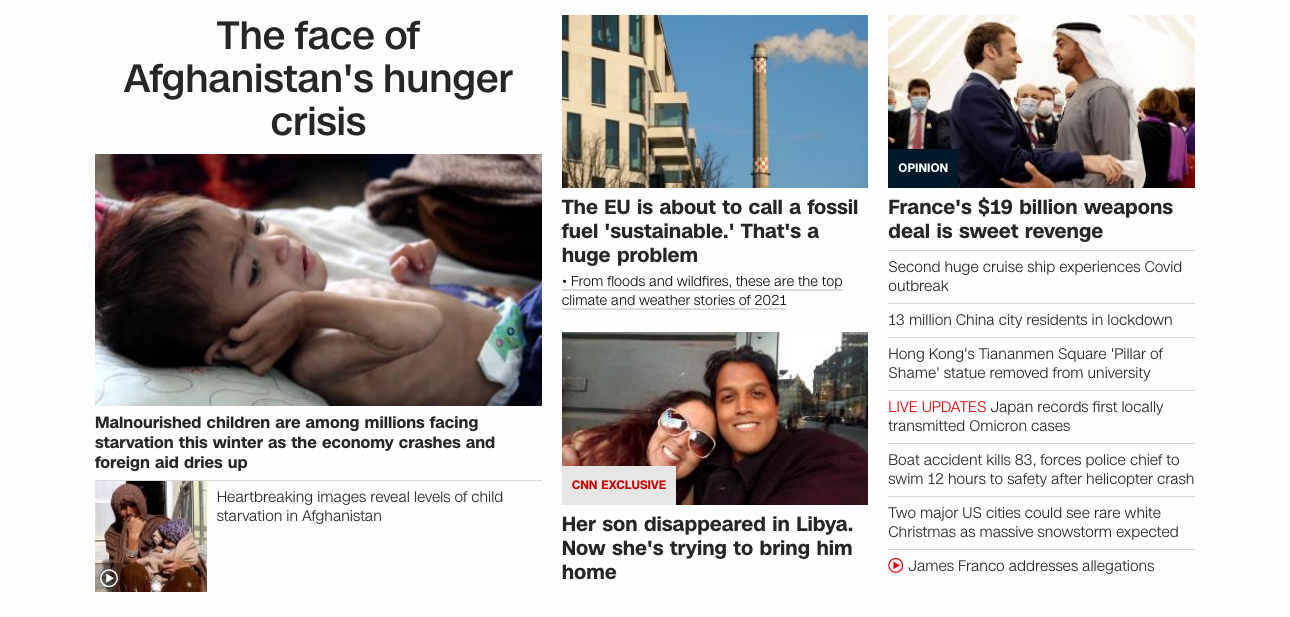 The face of
Afghanistan's hunger
crisis
Malnourished children are among millions facing
starvation this winter as the economy crashes and
foreign aid dries up
Heartbreaking images reveal levels of child
starvation in Afghanistan
The EU is about to call a fossil
fuel 'sustainable.' That's a
huge problem
• From floods and wildfires, these are the top
climate and weather stories of 2021
CNN EXCLUSIVE
Her son disappeared in Libya.
Now she's trying to bring him
home
OPINION
France's $19 billion weapons
deal is sweet revenge
Second huge cruise ship experiences Covid
outbreak
13 million China city residents in lockdown
Hong Kong's Tiananmen Square 'Pillar of
Shame' statue removed from university
LIVE UPDATES Japan records first locally
transmitted Omicron cases
Boat accident kills 83, forces police chief to
swim 12 hours to safety after helicopter crash
Two major US cities could see rare white
Christmas as massive snowstorm expected
James Franco addresses allegations